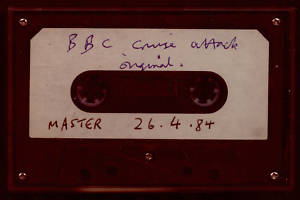 BBC Cruise attack
original.
MASTER 26.4.84